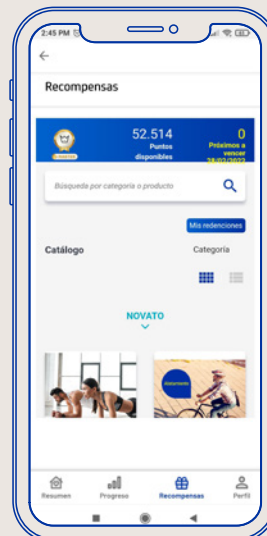 2:45 PM
Recompensas
52.514
Puntos
disponibles
0
Próximos a
vencer
28/02/2022
Búsqueda por categoría o producto
Mis redenciones
Catálogo
Categoría
NOVATO
Resumen
Progreso
Recompensas
Perfil